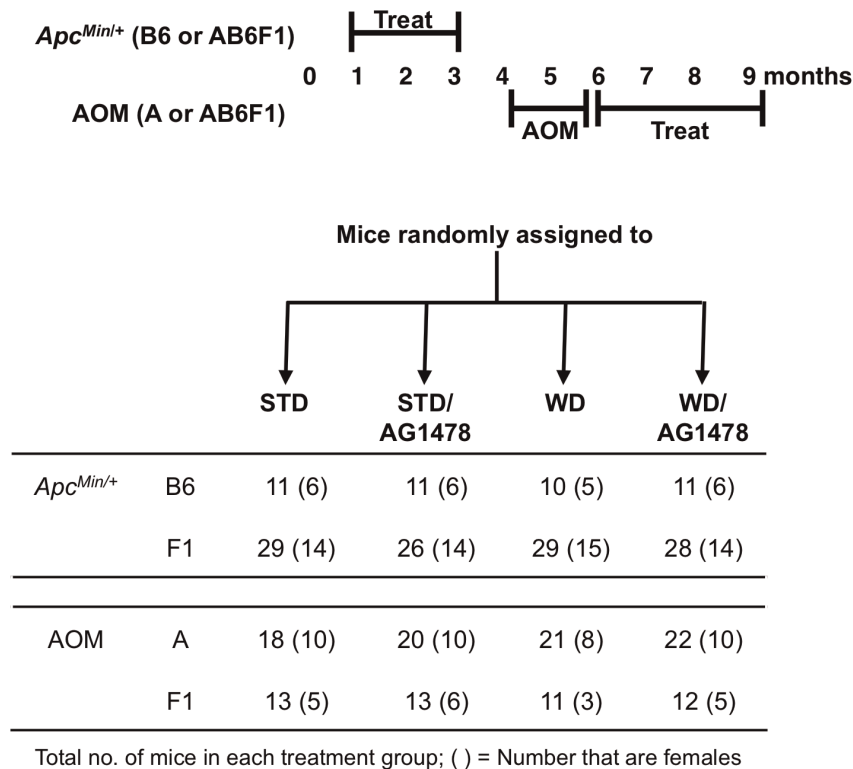 Apc^Min/+ (B6 or AB6F1) Treat
0 1 2 3 4 5 6 7 8 9 months
AOM (A or AB6F1) AOM Treat
Mice randomly assigned to
STD STD/ AG1478 WD WD/ AG1478
Apc^Min/+ B6 11 (6) 11 (6) 10 (5) 11 (6)
F1 29 (14) 26 (14) 29 (15) 28 (14)
AOM A 18 (10) 20 (10) 21 (8) 22 (10)
F1 13 (5) 13 (6) 11 (3) 12 (5)
Total no. of mice in each treatment group; ( ) = Number that are females